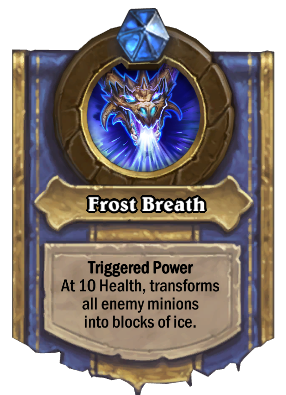 Frost Breath
Triggered Power
At 10 Health, transforms
all enemy minions
into blocks of ice.